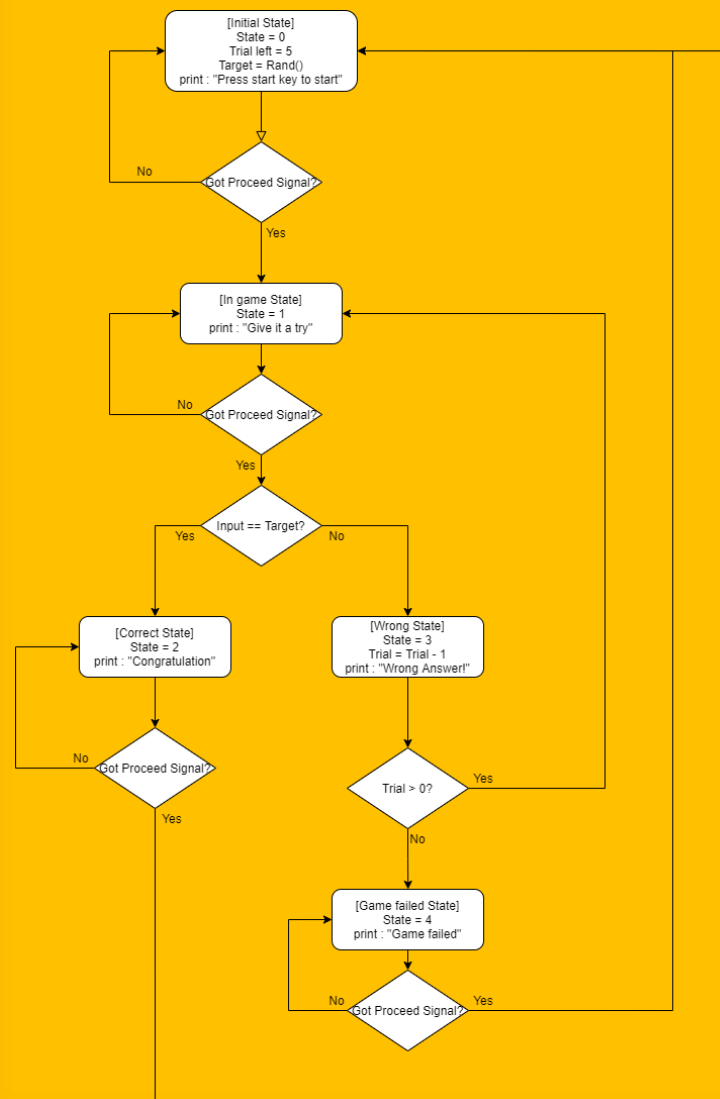 [Initial State]
State = 0
Trial left = 5
Target = Rand()
print : "Press start key to start"
No
Got Proceed Signal?
Yes
[In game State]
State = 1
print : "Give it a try"
No
Got Proceed Signal?
Yes
Input == Target?
Yes
No
[Correct State]
State = 2
print : "Congratulation"
[Wrong State]
State = 3
Trial = Trial - 1
print : "Wrong Answer!"
No
Got Proceed Signal?
Yes
Trial > 0?
Yes
No
[Game failed State]
State = 4
print : "Game failed"
No
Got Proceed Signal?
Yes